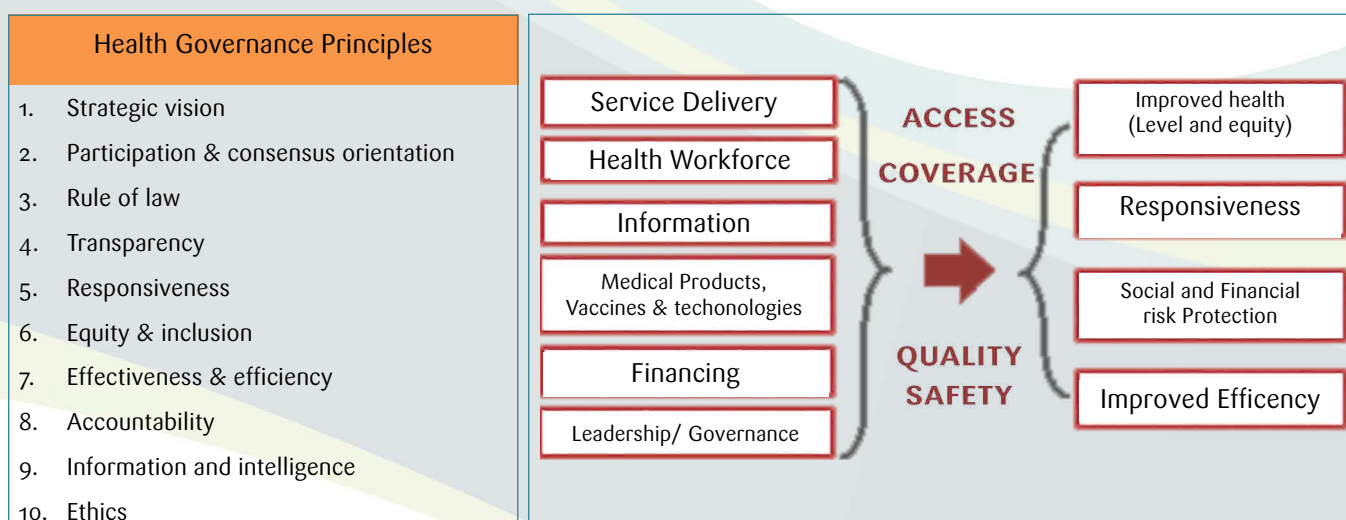 Health Governance Principles
1. Strategic vision
2. Participation & consensus orientation
3. Rule of law
4. Transparency
5. Responsiveness
6. Equity & inclusion
7. Effectiveness & efficiency
8. Accountability
9. Information and intelligence
10. Ethics
Service Delivery
Health Workforce
Information
Medical Products,
Vaccines & techonologies
Financing
Leadership/ Governance
ACCESS
COVERAGE
QUALITY
SAFETY
Improved health
(Level and equity)
Responsiveness
Social and Financial
risk Protection
Improved Efficency